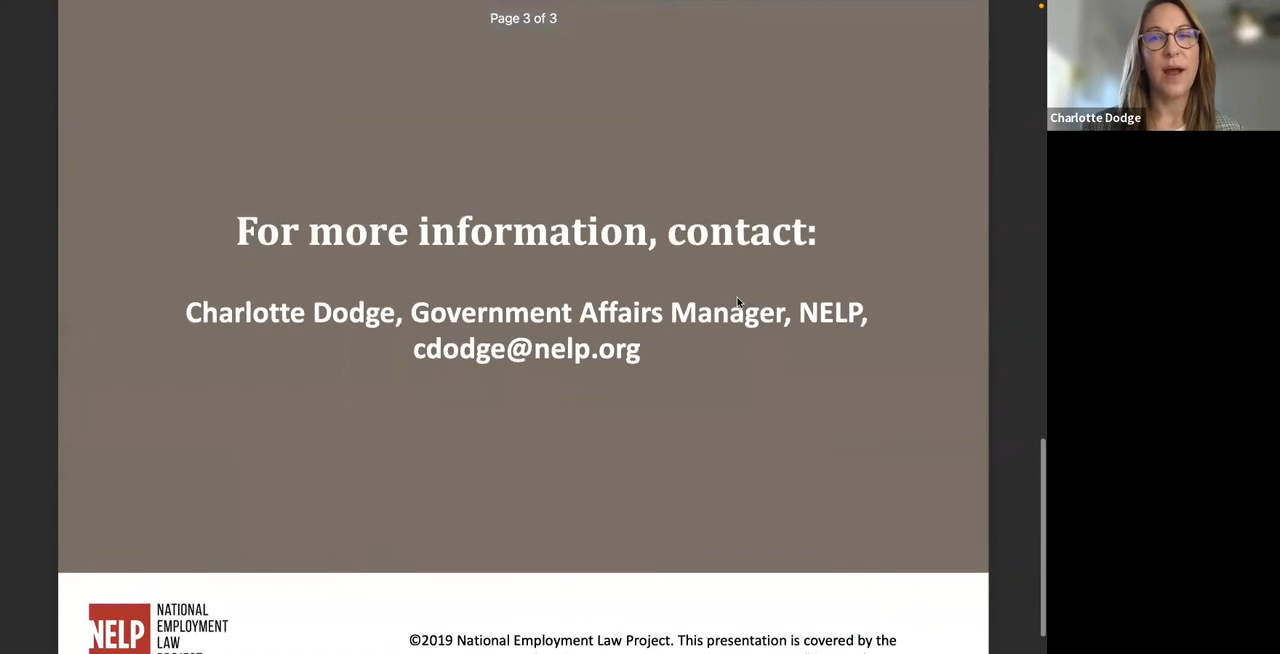 Page 3 of 3
Charlotte Dodge
For more information, contact:
Charlotte Dodge, Government Affairs Manager, NELP,
cdodge@nelp.org
NELP
NATIONAL
EMPLOYMENT
LAW
©2019 National Employment Law Project. This presentation is covered by the